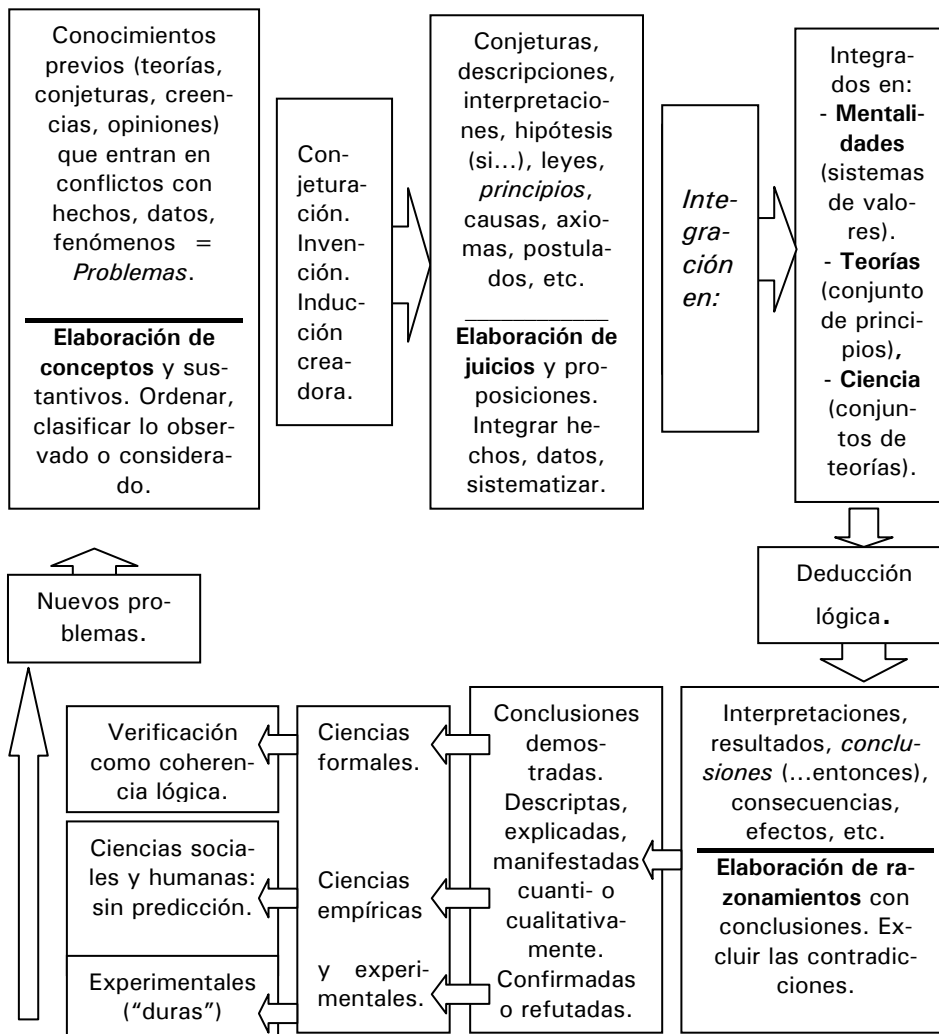 Conocimientos
previos (teorías,
conjeturas, creen-
cias, opiniones)
que entran en
conflictos con
hechos, datos,
fenómenos =
Problemas.
Elaboración de
conceptos y sus-
tantivos. Ordenar,
clasificar lo obser-
vado o considera-
do.
Con-
jetura-
ción.
Inven-
ción.
Induc
ción
crea-
dora.
Conjeturas,
descripciones,
interpretacio-
nes, hipótesis
(si...), leyes,
principios,
causas, axio-
mas, postula-
dos, etc.
Elaboración de
juicios y pro-
posiciones.
Integrar he-
chos, datos,
sistematizar.
Inte-
gra-
ción
en:
Integra-
dos en:
- Mentali-
dades
(sistemas
de valo-
res).
- Teorías
(conjunto
de princi-
pios),
- Ciencia
(conjun-
tos de
teorías).
Deducción
lógica.
Interpretaciones,
resultados, conclu-
siones (...entonces),
consecuencias,
efectos, etc.
Elaboración de ra-
zonamientos con
conclusiones. Ex-
cluir las contradic-
ciones.
Conclusiones
demos-
tradas.
Descriptas,
explicadas,
manifestadas
cuanti- o
cualitativa-
mente.
Confirmadas
o refutadas.
Ciencias
formales.
Ciencias
empíricas
y experi-
mentales.
Verificación
como coheren-
cia lógica.
Ciencias socia-
les y humanas:
sin predicción.
Experimentales
("duras")
Nuevos pro-
blemas.